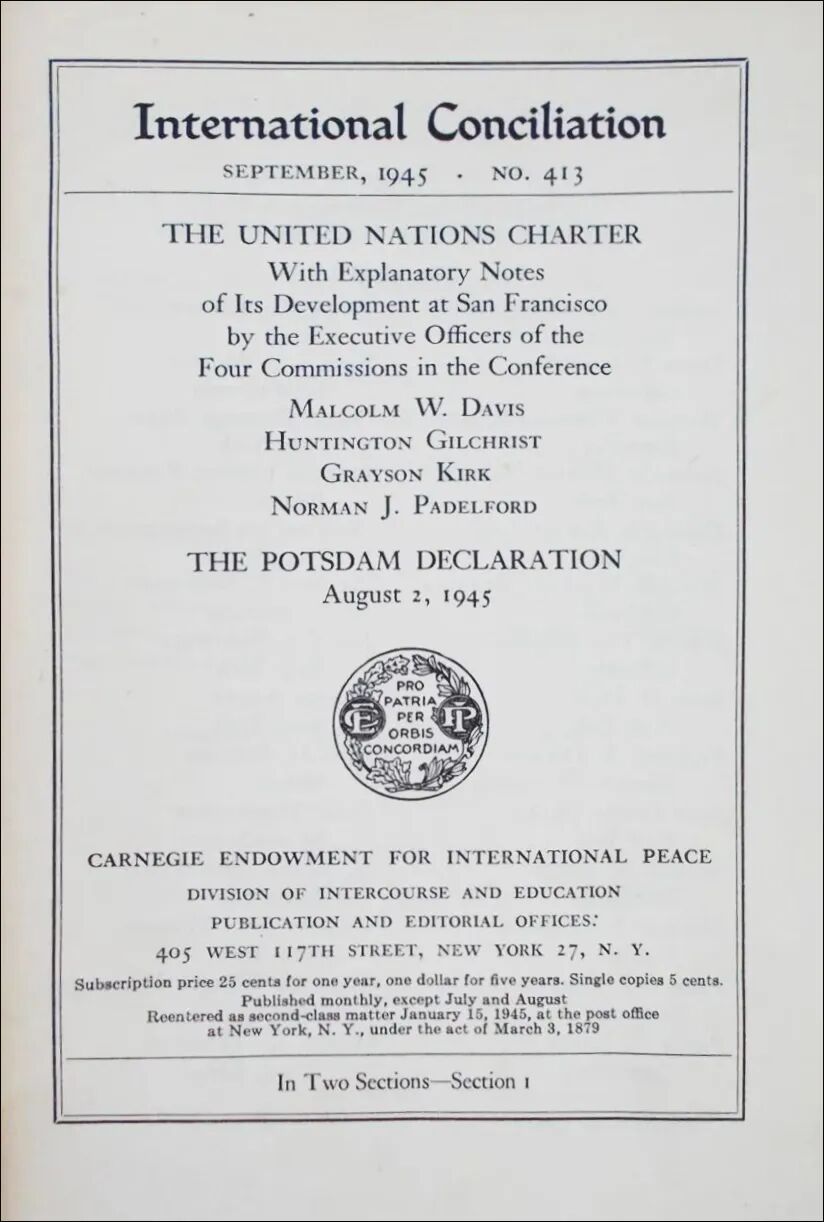 International Conciliation
SEPTEMBER, 1945 · NO. 413
THE UNITED NATIONS CHARTER
With Explanatory Notes
of Its Development at San Francisco
by the Executive Officers of the
Four Commissions in the Conference
MALCOLM W. DAVIS
HUNTINGTON GILCHRIST
GRAYSON KIRK
NORMAN J. PADELFORD
THE POTSDAM DECLARATION
August 2, 1945
PRO
PATRIA
CE PER IP
ORBIS
CONCORDIAM
CARNEGIE ENDOWMENT FOR INTERNATIONAL PEACE
DIVISION OF INTERCOURSE AND EDUCATION
PUBLICATION AND EDITORIAL OFFICES:
405 WEST 117TH STREET, NEW YORK 27, N. Y.
Subscription price 25 cents for one year, one dollar for five years. Single copies 5 cents.
Published monthly, except July and August
Reentered as second-class matter January 15, 1945, at the post office
at New York, N. Y., under the act of March 3, 1879
In Two Sections—Section 1